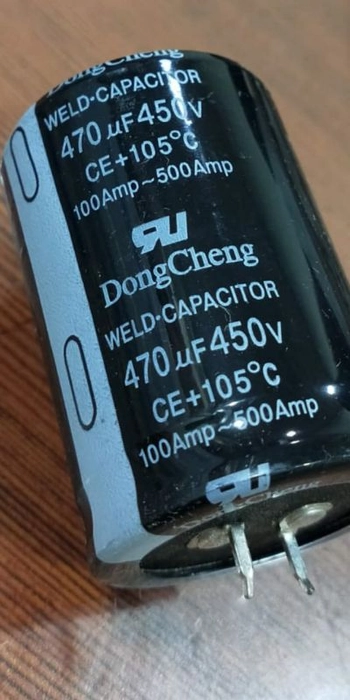 DongCheng
WELD-CAPACITOR
470 µF450V
CE+105°C
100Amp~500Amp
DongCheng
WELD-CAPACITOR
470 µF450V
CE+105°C
100Amp~500Amp